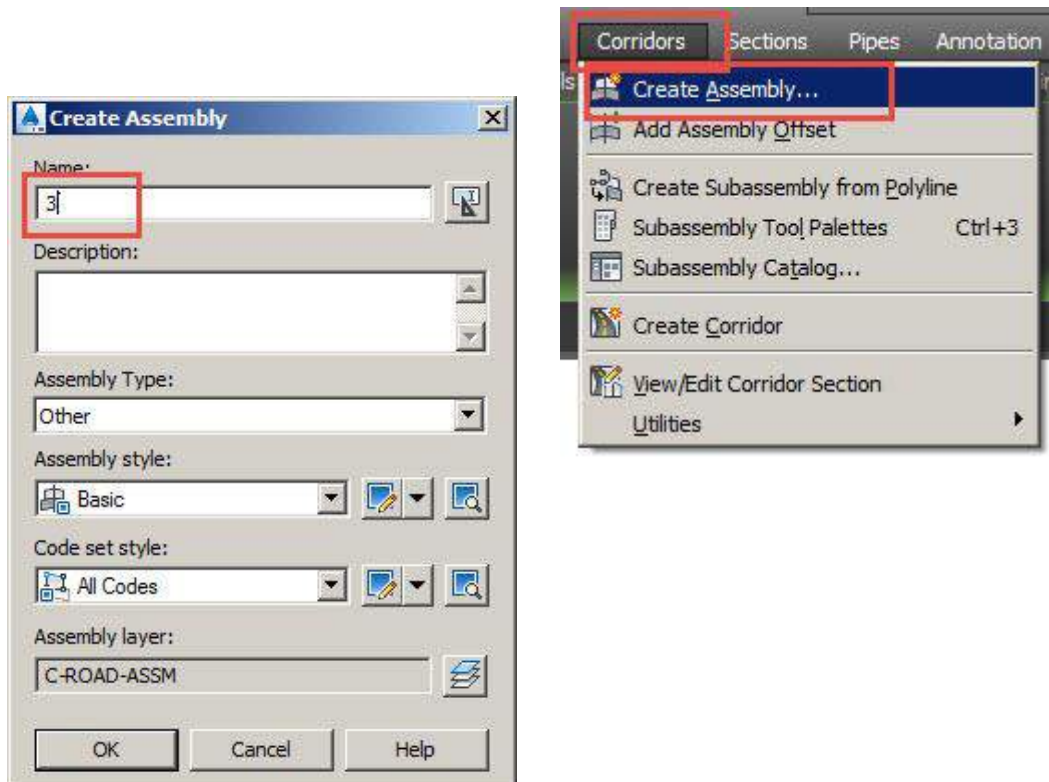 Create Assembly
Name:
3
Description:
Assembly Type:
Other
Assembly style:
Basic
Code set style:
All Codes
Assembly layer:
C-ROAD-ASSM
OK Cancel Help
Corridors Sections Pipes Annotation
Create Assembly...
Add Assembly Offset
Create Subassembly from Polyline
Subassembly Tool Palettes Ctrl+3
Subassembly Catalog...
Create Corridor
View/Edit Corridor Section
Utilities